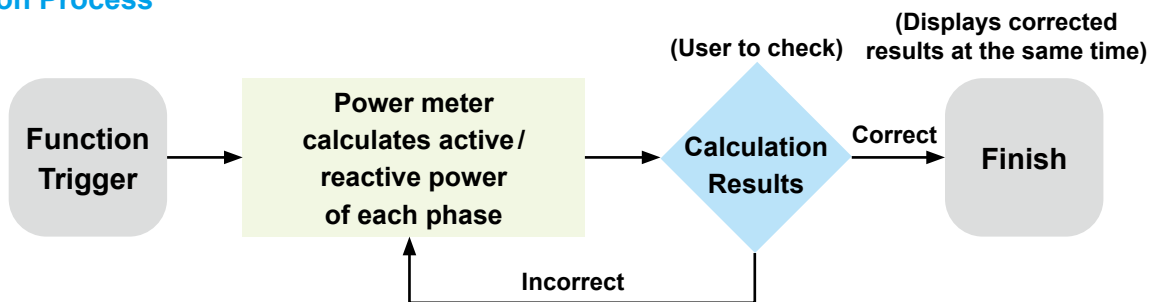 on Process
(User to check)
(Displays corrected
results at the same time)
Function
Trigger
Power meter
calculates active/
reactive power
of each phase
Calculation
Results
Correct
Finish
Incorrect